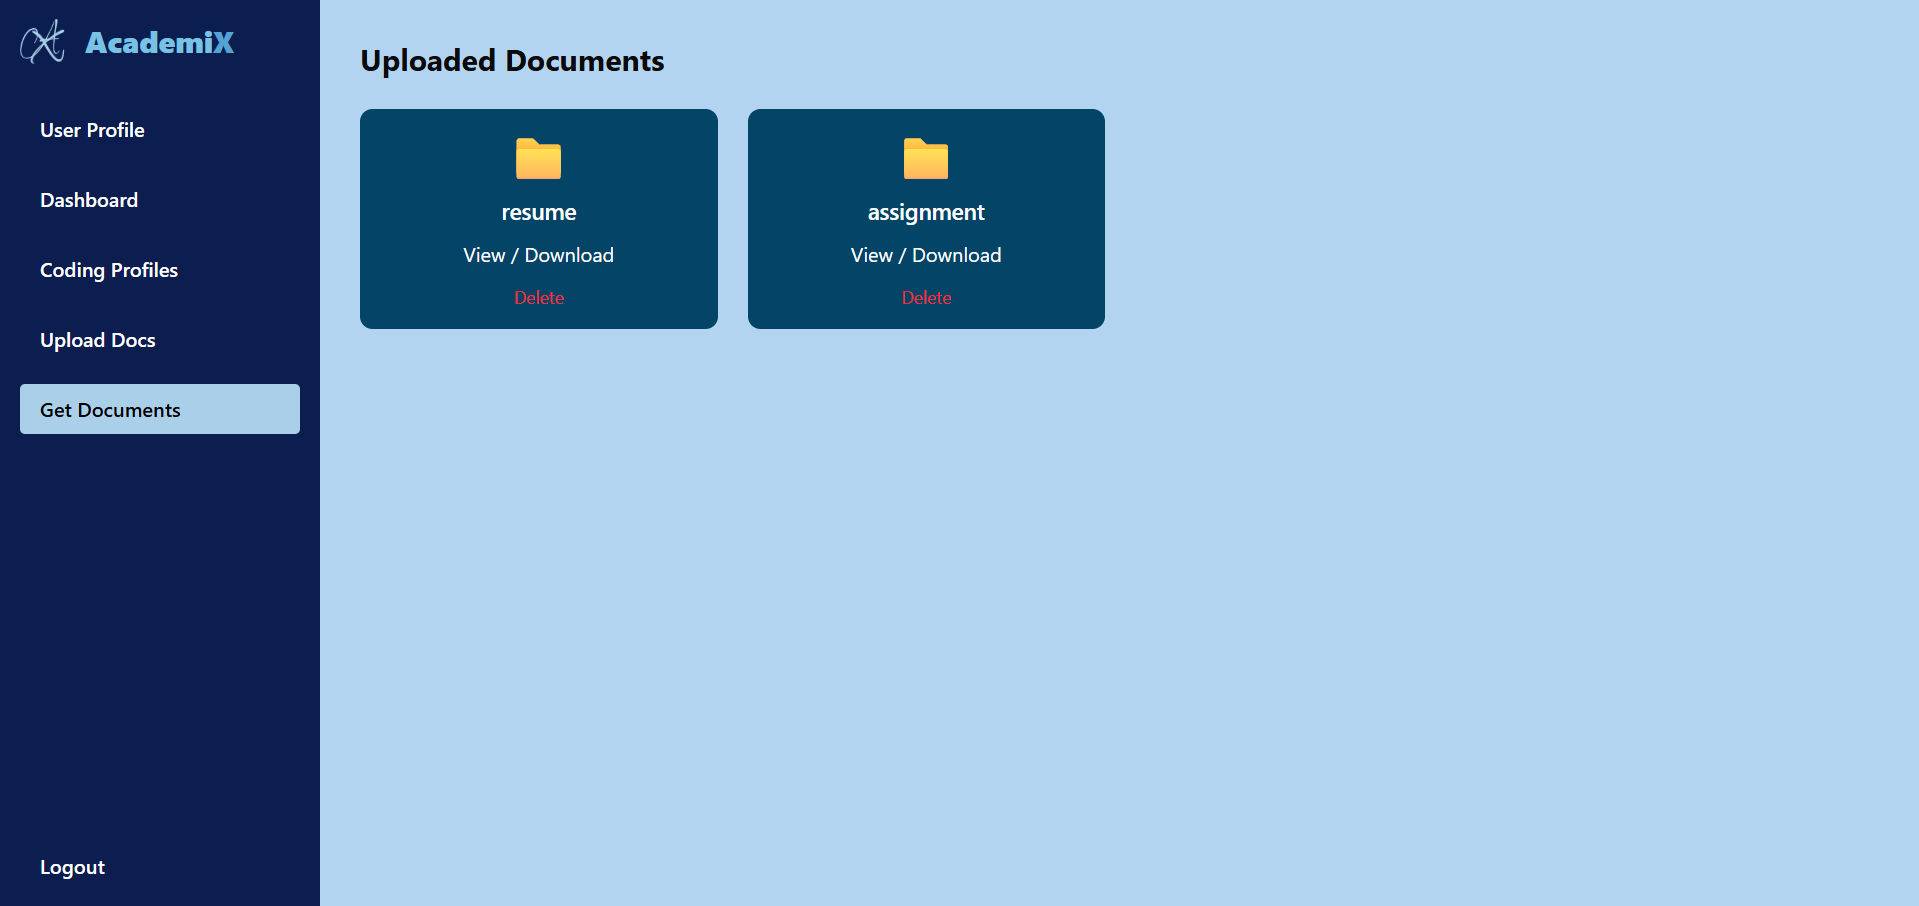 AcademiX
User Profile
Dashboard
Coding Profiles
Upload Docs
Get Documents
Logout
Uploaded Documents
resume
View / Download
Delete
assignment
View / Download
Delete